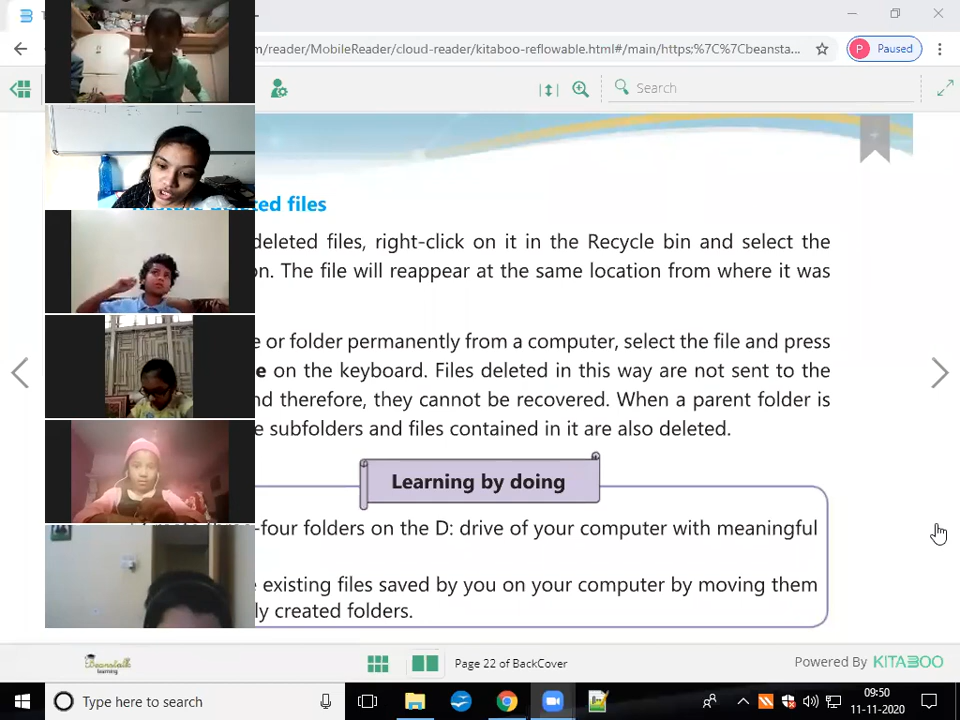 Paused
om/reader/MobileReader/cloud-reader/kitaboo-reflowable.html#/main/https;%7C%7Cbeansta...
P
Search
ted files
deleted files, right-click on it in the Recycle bin and select the
on. The file will reappear at the same location from where it was
e or folder permanently from a computer, select the file and press
e on the keyboard. Files deleted in this way are not sent to the
nd therefore, they cannot be recovered. When a parent folder is
e subfolders and files contained in it are also deleted.
Learning by doing
-four folders on the D: drive of your computer with meaningful
e existing files saved by you on your computer by moving them
ly created folders.
Beanstalk
learning
Page 22 of BackCover
Powered By KITABOO
Type here to search
09:50
11-11-2020